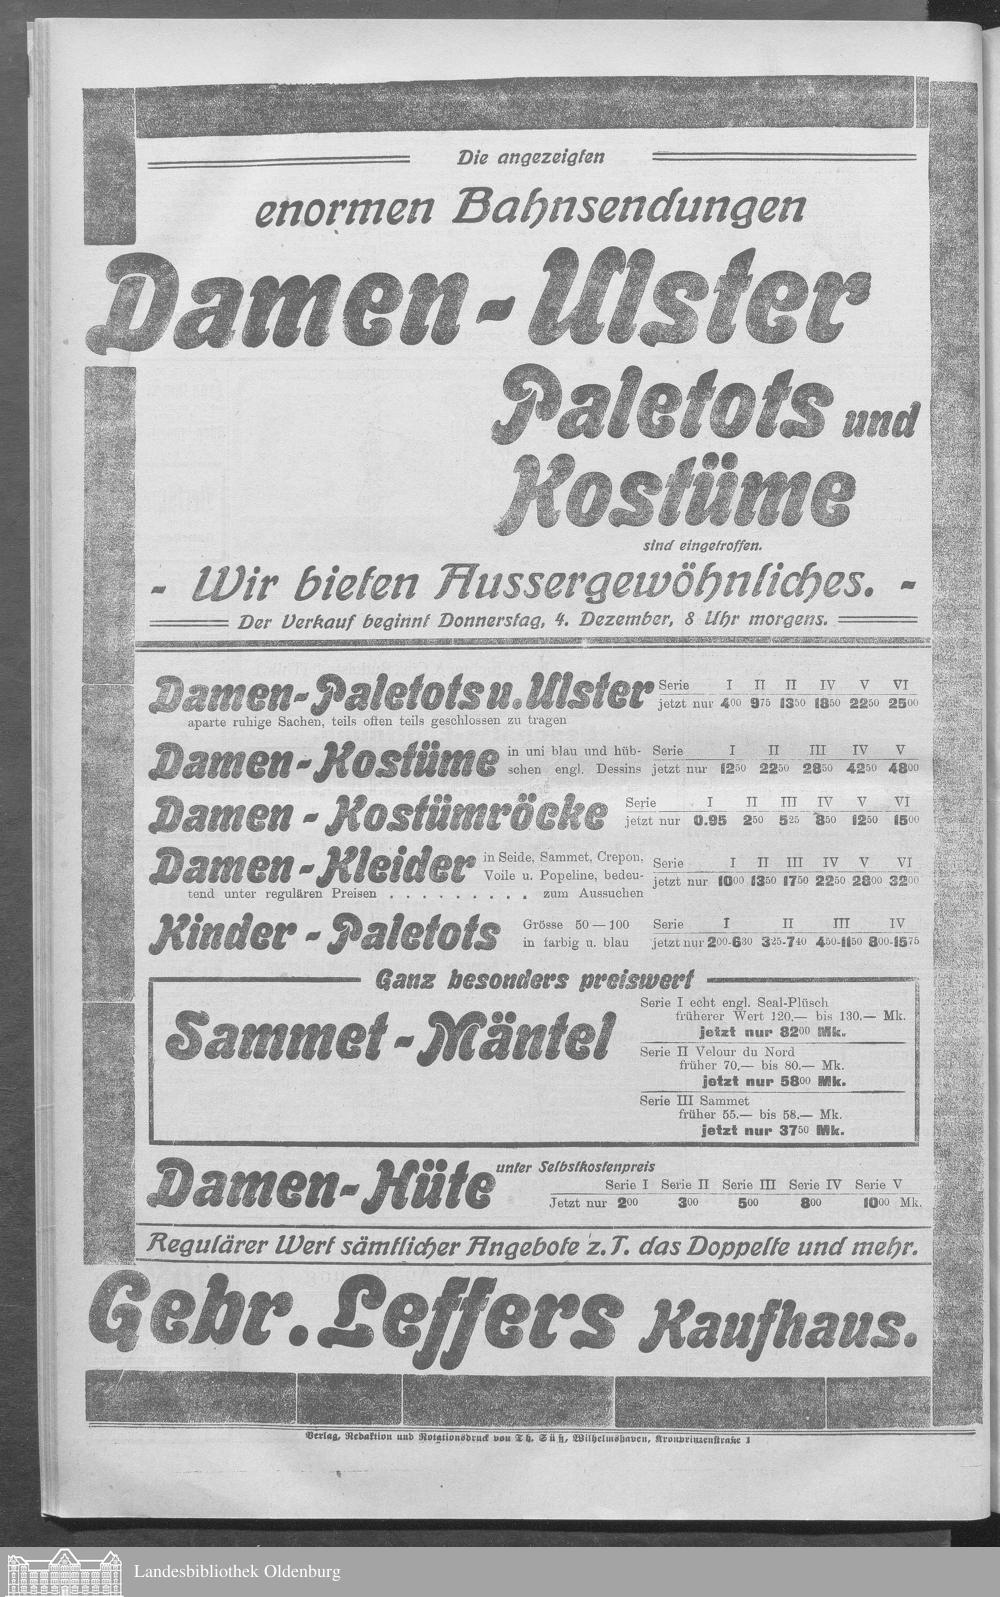 Die angezeigten
enormen Bahnsendungen
Damen-Ulster
Paletots und
Kostüme
sind eingetroffen.
- Wir bieten Aussergewöhnliches. -
Der Verkauf beginnt Donnerstag, 4. Dezember, 8 Uhr morgens.
Damen-Paletots u. Ulster Serie I II II IV V VI
jetzt nur 4⁰⁰ 9⁷⁵ 13⁵⁰ 18⁵⁰ 22⁵⁰ 25⁰⁰
aparte ruhige Sachen, teils often teils geschlossen zu tragen
Damen-Kostüme in uni blau und hüb- Serie I II III IV V
schen engl. Dessins jetzt nur 12⁵⁰ 22⁵⁰ 28⁵⁰ 42⁵⁰ 48⁰⁰
Damen-Kostümröcke Serie I II III IV V VI
jetzt nur 0.95 2⁵⁰ 5²⁵ 8⁵⁰ 12⁵⁰ 15⁰⁰
Damen-Kleider in Seide, Sammet, Crepon, Serie I II III IV V VI
Voile u. Popeline, bedeu- jetzt nur 10⁰⁰ 13⁵⁰ 17⁵⁰ 22⁵⁰ 28⁰⁰ 32⁰⁰
tend unter regulären Preisen . . . . . . . . . zum Aussuchen
Kinder-Paletots Grösse 50—100 Serie I II III IV
in farbig u. blau jetzt nur 2⁰⁰-6³⁰ 3²⁵-7⁴⁰ 4⁵⁰-11⁵⁰ 8⁰⁰-15⁷⁵
Ganz besonders preiswert
Sammet-Mäntel
Serie I echt engl. Seal-Plüsch
früherer Wert 120.— bis 130.— Mk.
jetzt nur 82⁰⁰ Mk.
Serie II Velour du Nord
früher 70.— bis 80.— Mk.
jetzt nur 58⁰⁰ Mk.
Serie III Sammet
früher 55.— bis 58.— Mk.
jetzt nur 37⁵⁰ Mk.
Damen-Hüte unter Selbstkostenpreis
Serie I Serie II Serie III Serie IV Serie V
Jetzt nur 2⁰⁰ 3⁰⁰ 5⁰⁰ 8⁰⁰ 10⁰⁰ Mk.
Regulärer Wert sämtlicher Angebote z. T. das Doppelte und mehr.
Gebr. Leffers Kaufhaus.
Verlag, Redaktion und Rotationsdruck von Th. Süß, Wilhelmshaven, Kronprinzenstraße 1
Landesbibliothek Oldenburg